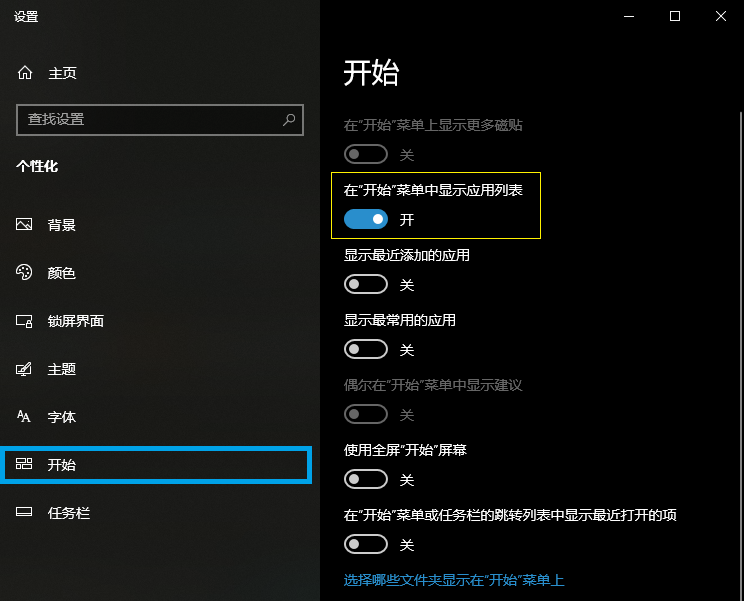 设置
主页
查找设置
个性化
背景
颜色
锁屏界面
主题
字体
开始
任务栏
开始
在"开始"菜单上显示更多磁贴
关
在"开始"菜单中显示应用列表
开
显示最近添加的应用
关
显示最常用的应用
关
偶尔在"开始"菜单中显示建议
关
使用全屏"开始"屏幕
关
在"开始"菜单或任务栏的跳转列表中显示最近打开的项
关
选择哪些文件夹显示在"开始"菜单上